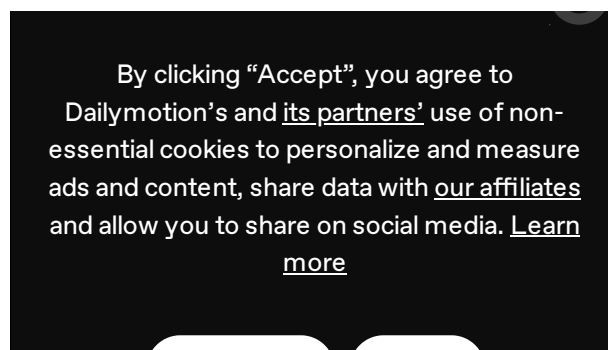 By clicking “Accept”, you agree to
Dailymotion’s and its partners’ use of non-
essential cookies to personalize and measure
ads and content, share data with our affiliates
and allow you to share on social media. Learn
more